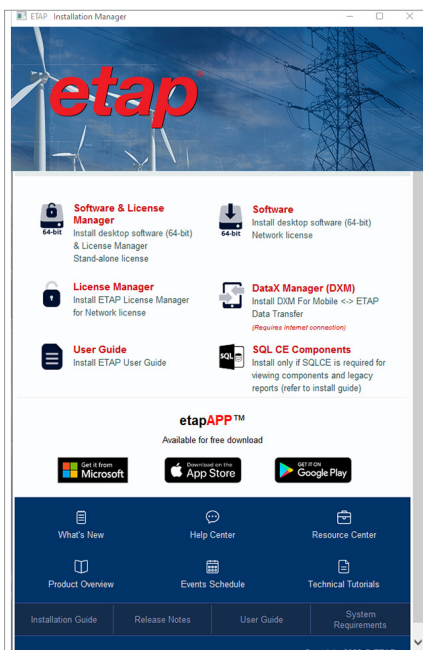 ETAP Installation Manager
etap
Software & License
Manager
64-bit
Install desktop software (64-bit)
& License Manager
Stand-alone license
Software
64-bit
Install desktop software (64-bit)
Network license
License Manager
Install ETAP License Manager
for Network license
DataX Manager (DXM)
Install DXM For Mobile <-> ETAP
Data Transfer
(Requires internet connection)
User Guide
Install ETAP User Guide
SQL
SQL CE Components
Install only if SQLCE is required for
viewing components and legacy
reports (refer to install guide)
etapAPP™
Available for free download
Get it from
Microsoft
Download on the
App Store
GET IT ON
Google Play
What's New
Help Center
Resource Center
Product Overview
Events Schedule
Technical Tutorials
Installation Guide
Release Notes
User Guide
System
Requirements